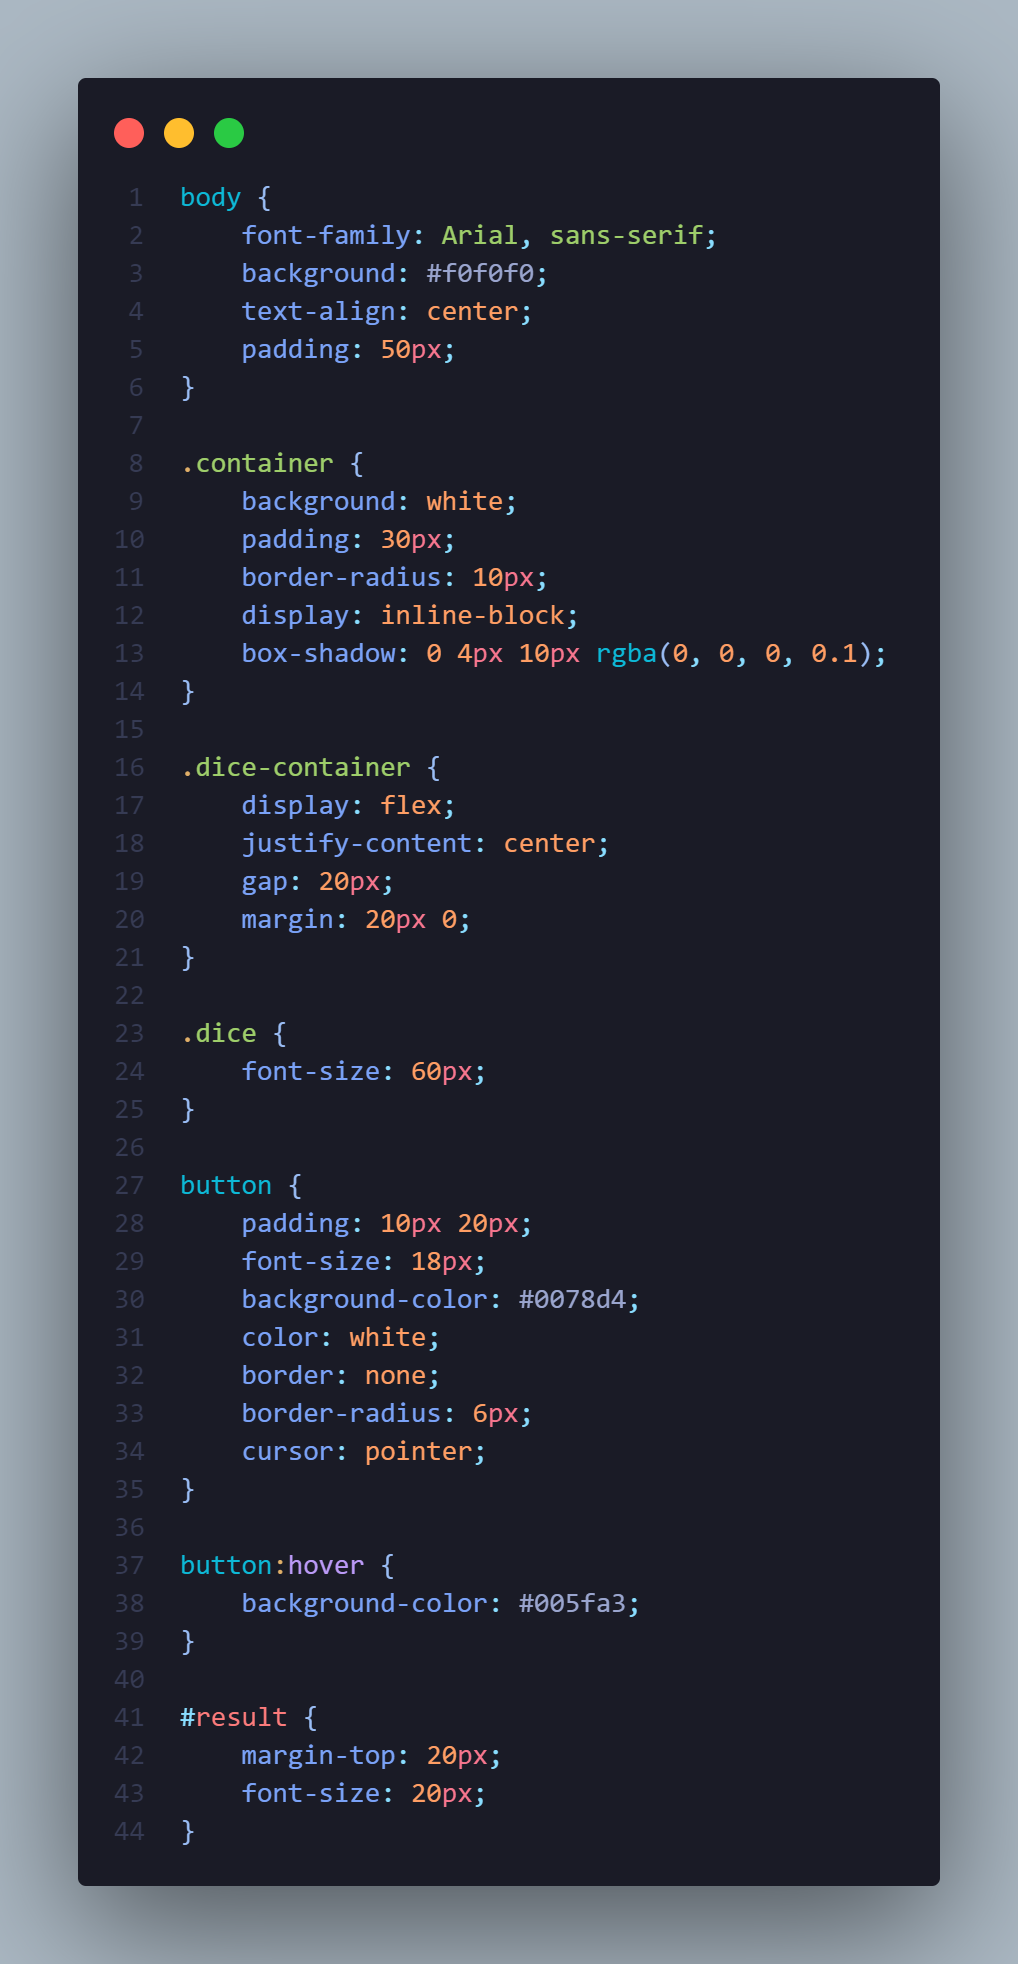 1 body {
2     font-family: Arial, sans-serif;
3     background: #f0f0f0;
4     text-align: center;
5     padding: 50px;
6 }
7
8 .container {
9     background: white;
10     padding: 30px;
11     border-radius: 10px;
12     display: inline-block;
13     box-shadow: 0 4px 10px rgba(0, 0, 0, 0.1);
14 }
15
16 .dice-container {
17     display: flex;
18     justify-content: center;
19     gap: 20px;
20     margin: 20px 0;
21 }
22
23 .dice {
24     font-size: 60px;
25 }
26
27 button {
28     padding: 10px 20px;
29     font-size: 18px;
30     background-color: #0078d4;
31     color: white;
32     border: none;
33     border-radius: 6px;
34     cursor: pointer;
35 }
36
37 button:hover {
38     background-color: #005fa3;
39 }
40
41 #result {
42     margin-top: 20px;
43     font-size: 20px;
44 }